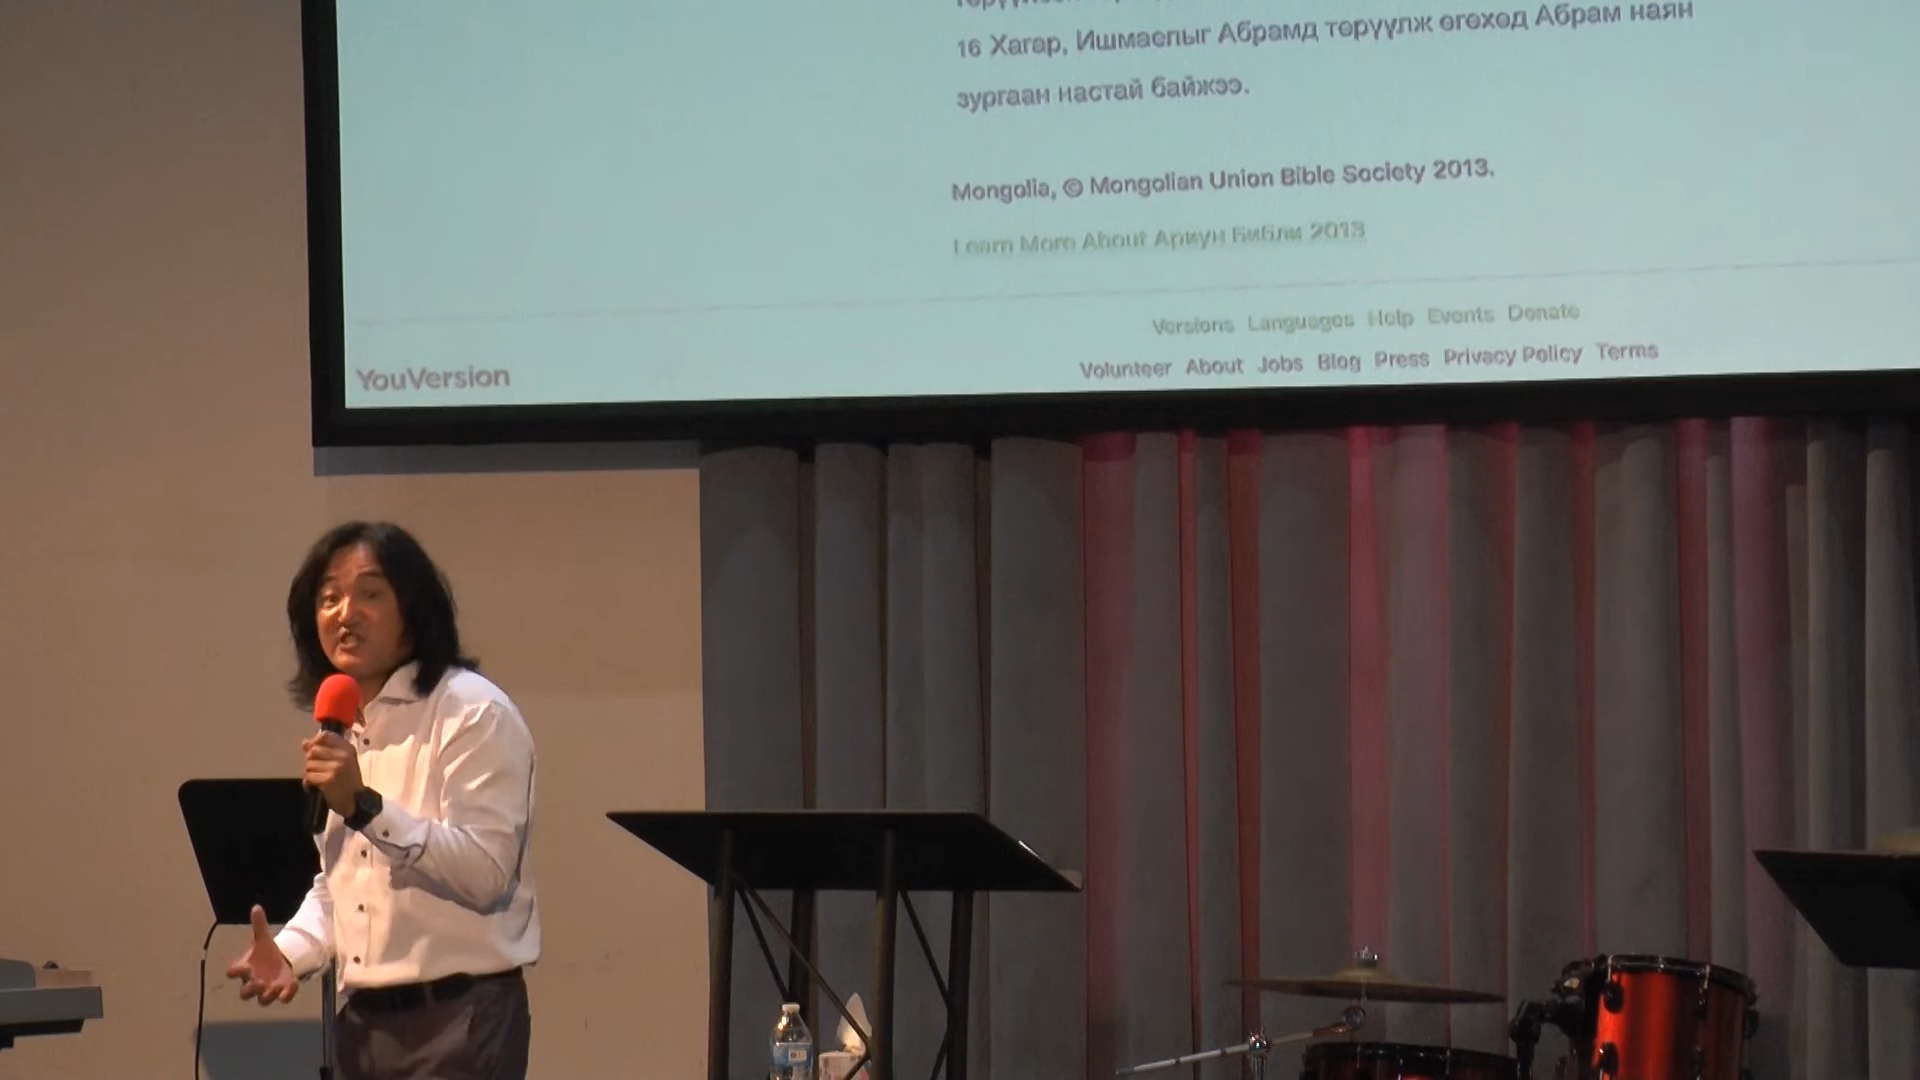 16 Хагар, Ишмаелыг Абрамд төрүүлж өгөхөд Абрам наян
зургаан настай байжээ.
Mongolia, © Mongolian Union Bible Society 2013.
Learn More About Ариун Библи 2013
Versions Languages Help Events Donate
Volunteer About Jobs Blog Press Privacy Policy Terms
YouVersion